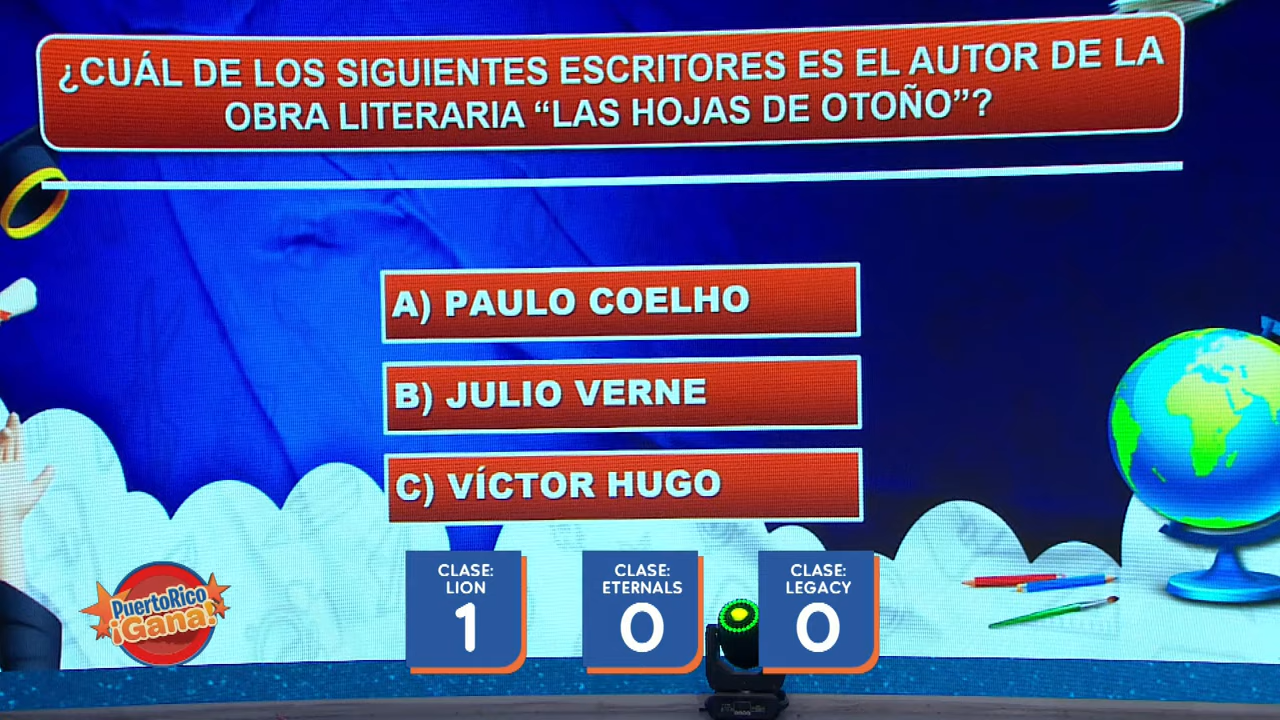 ¿CUÁL DE LOS SIGUIENTES ESCRITORES ES EL AUTOR DE LA
OBRA LITERARIA “LAS HOJAS DE OTOÑO”?
A) PAULO COELHO
B) JULIO VERNE
C) VÍCTOR HUGO
CLASE:
LION
1
CLASE:
ETERNALS
0
CLASE:
LEGACY
0
PuertoRico
¡Gana!